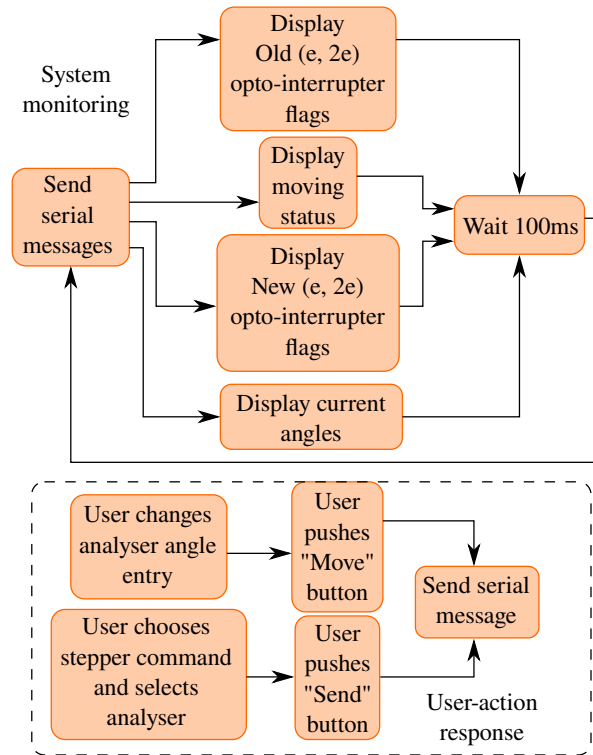 System
monitoring
Display
Old (e, 2e)
opto-interrupter
flags
Send
serial
messages
Display
moving
status
Wait 100ms
Display
New (e, 2e)
opto-interrupter
flags
Display current
angles
User changes
analyser angle
entry
User
pushes
"Move"
button
Send serial
message
User chooses
stepper command
and selects
analyser
User
pushes
"Send"
button
User-action
response